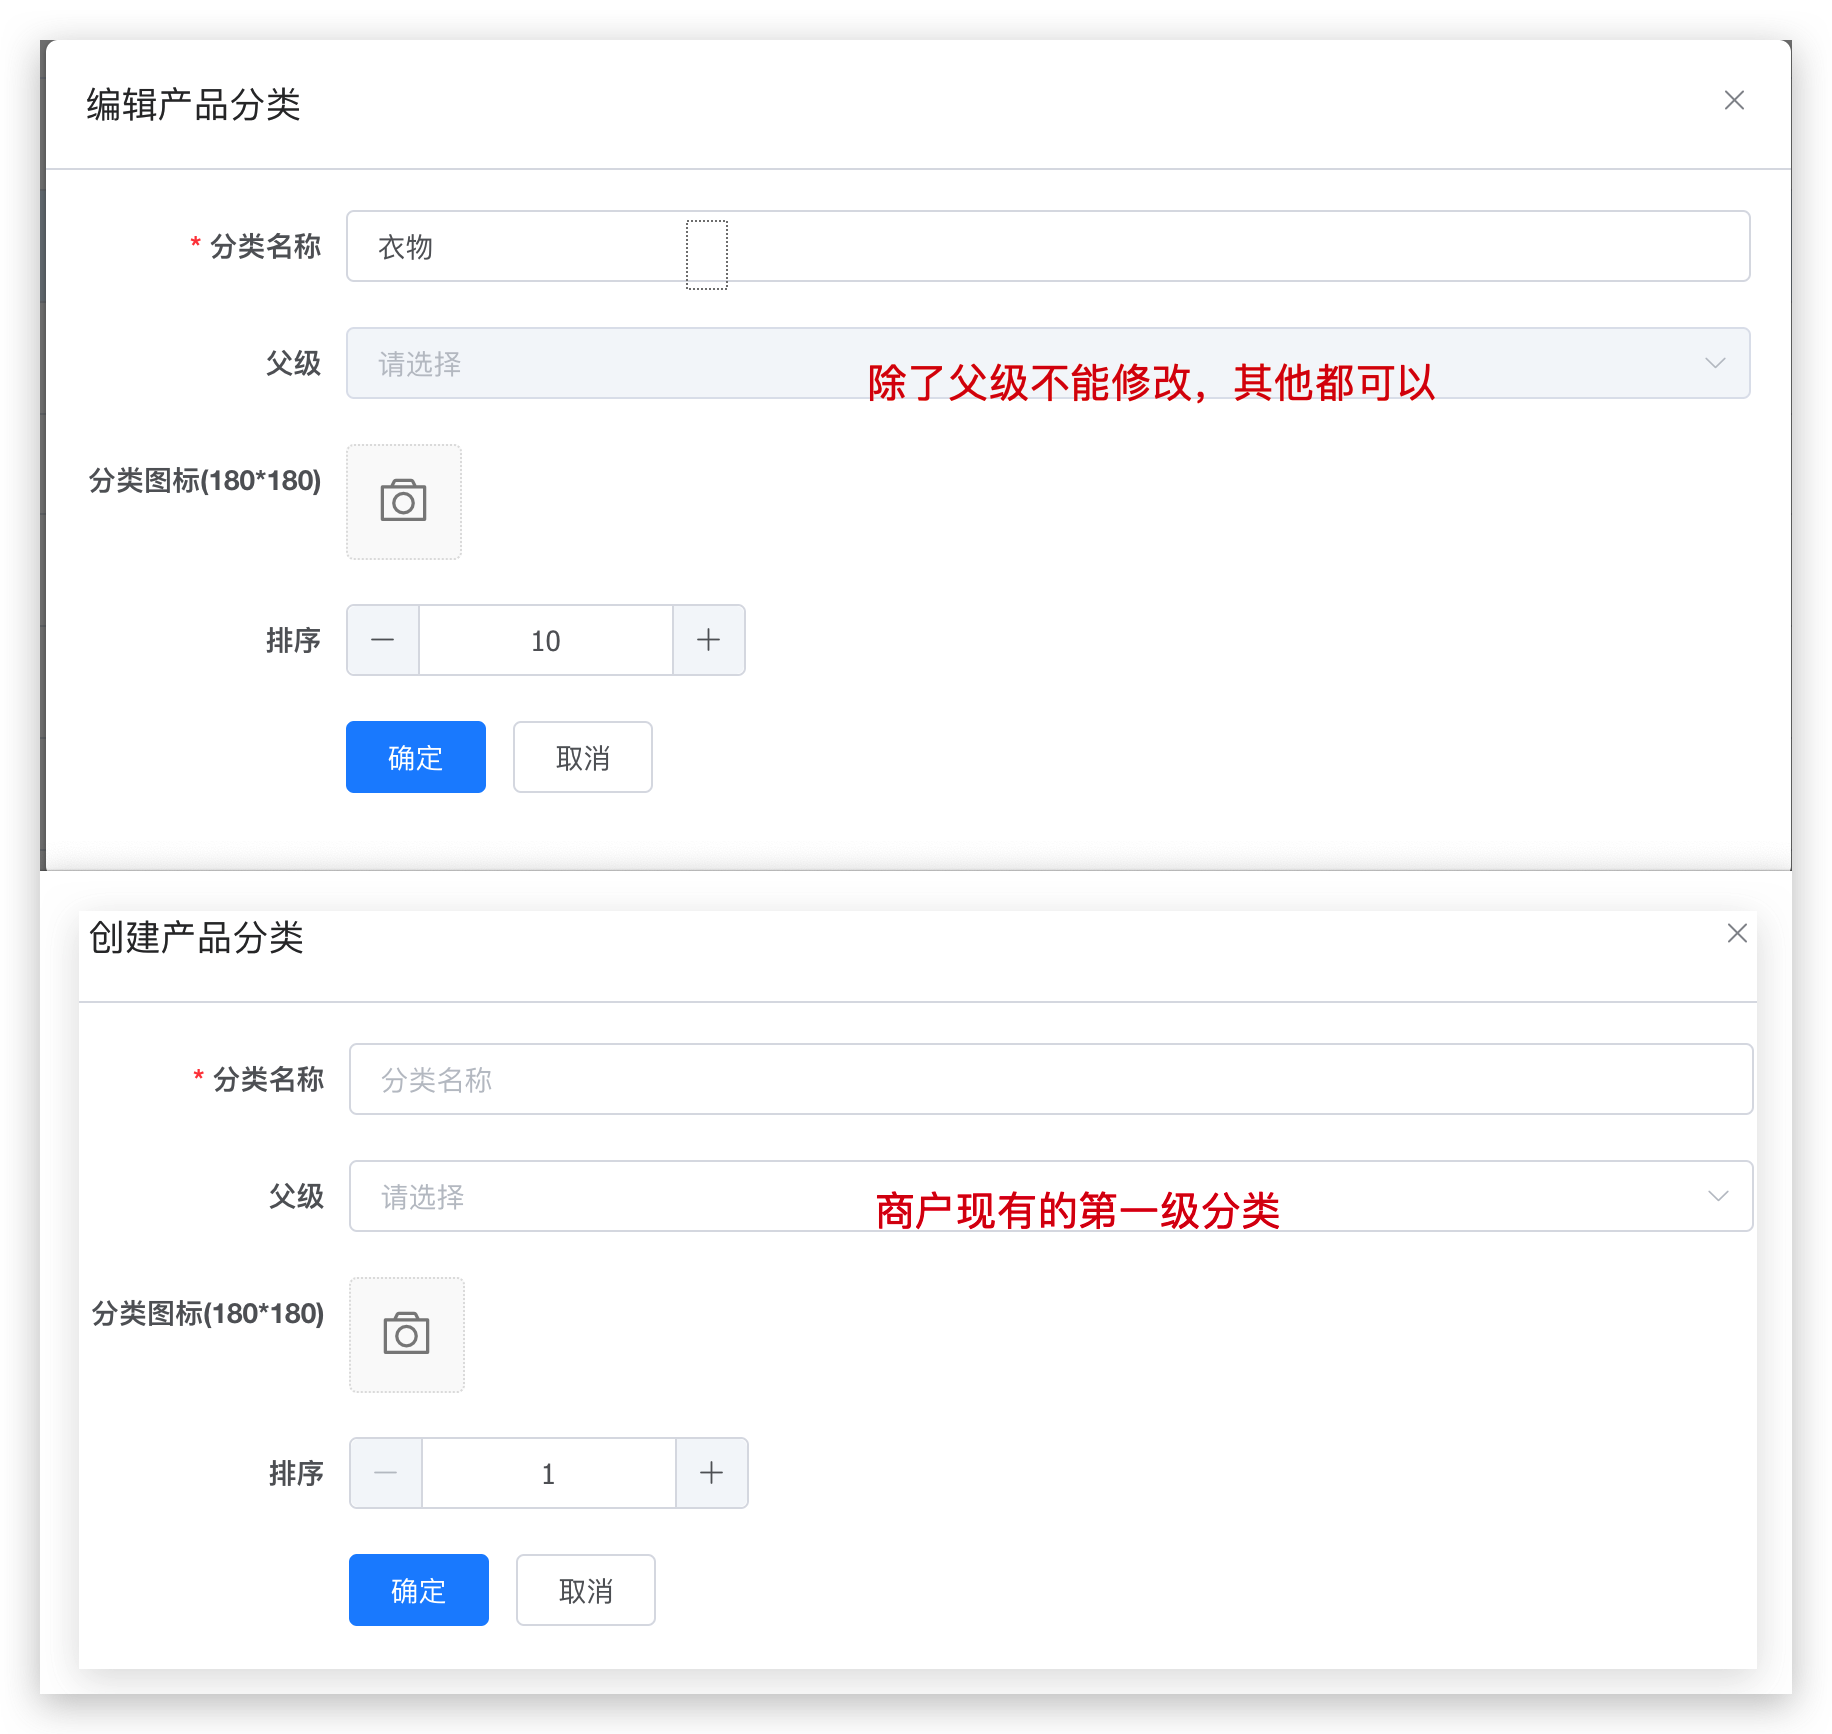 编辑产品分类
* 分类名称 衣物
父级 请选择
除了父级不能修改，其他都可以
分类图标(180*180)
排序 10
确定 取消
创建产品分类
* 分类名称 分类名称
父级 请选择
商户现有的第一级分类
分类图标(180*180)
排序 1
确定 取消